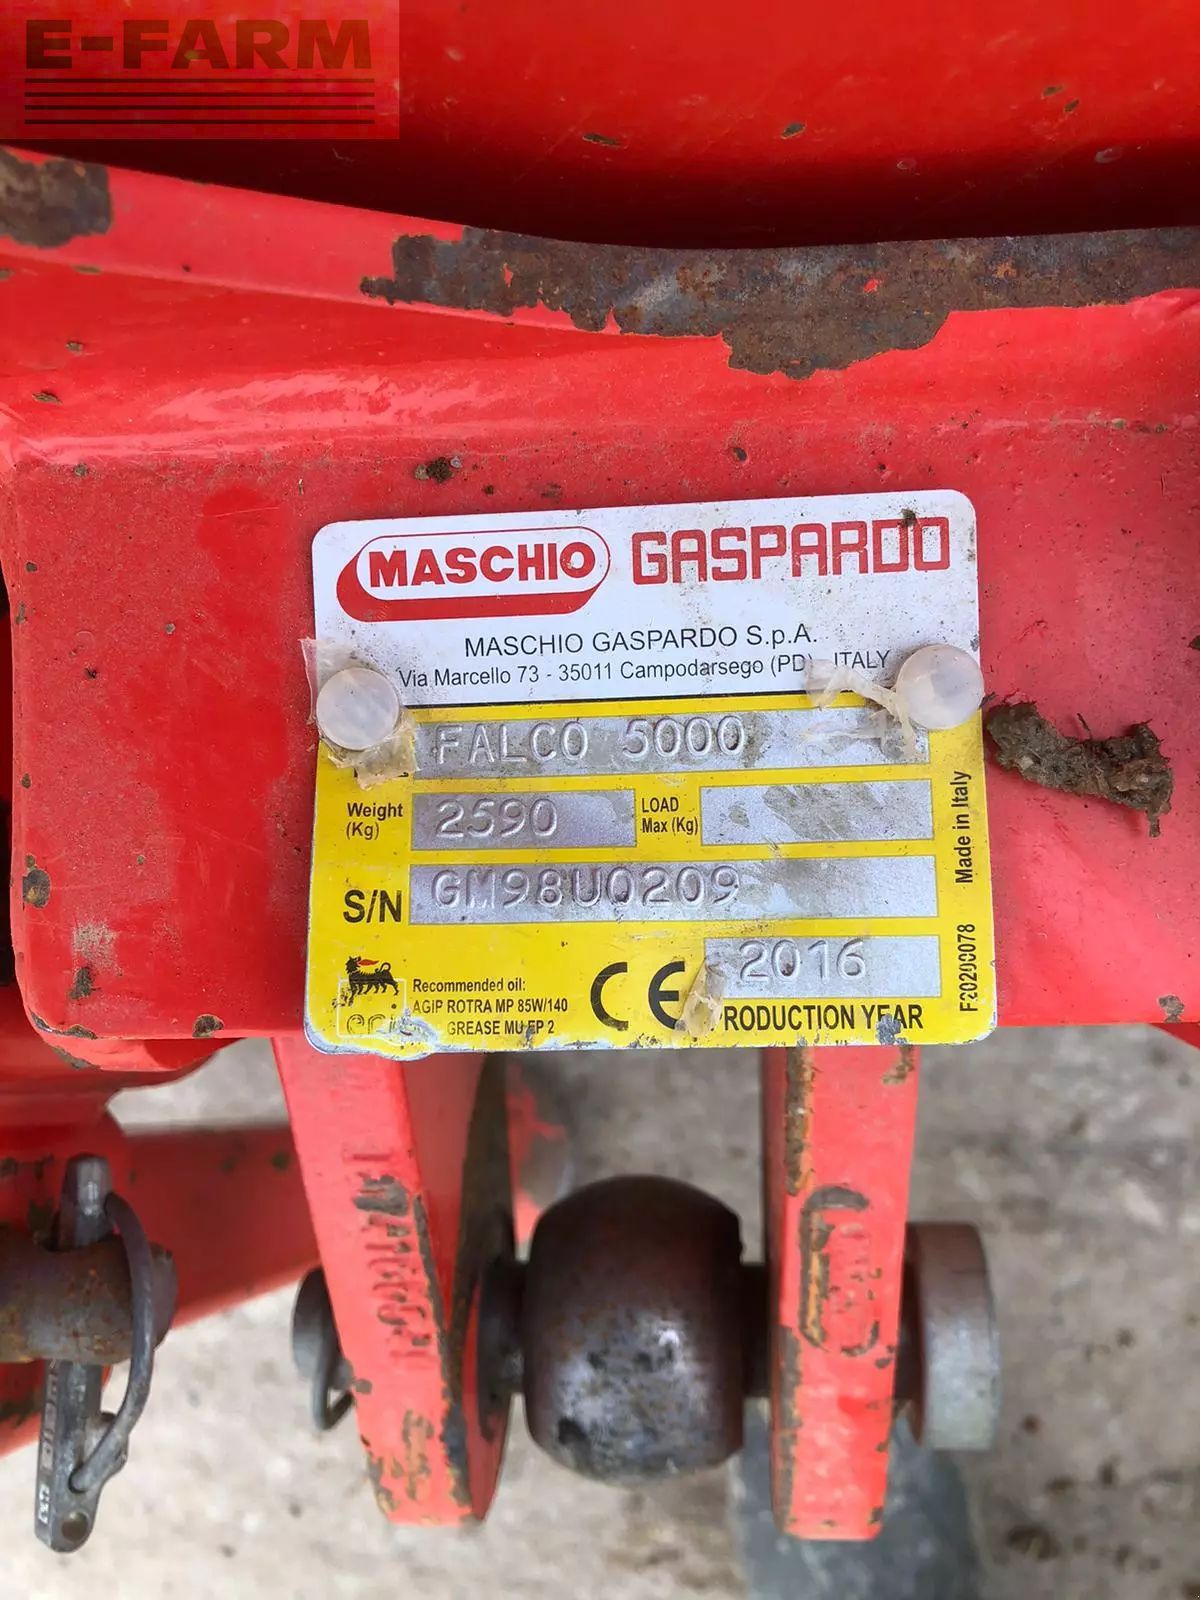 E-FARM
MASCHIO GASPARDO
MASCHIO GASPARDO S.p.A.
Via Marcello 73 - 35011 Campodarsego (PD) - ITALY
FALCO 5000
Weight (Kg) 2590 LOAD Max (Kg)
S/N GM98U0209
2016
PRODUCTION YEAR
Recommended oil:
AGIP ROTRA MP 85W/140
GREASE MU EP 2
eni
CE
Made in Italy
F20200078